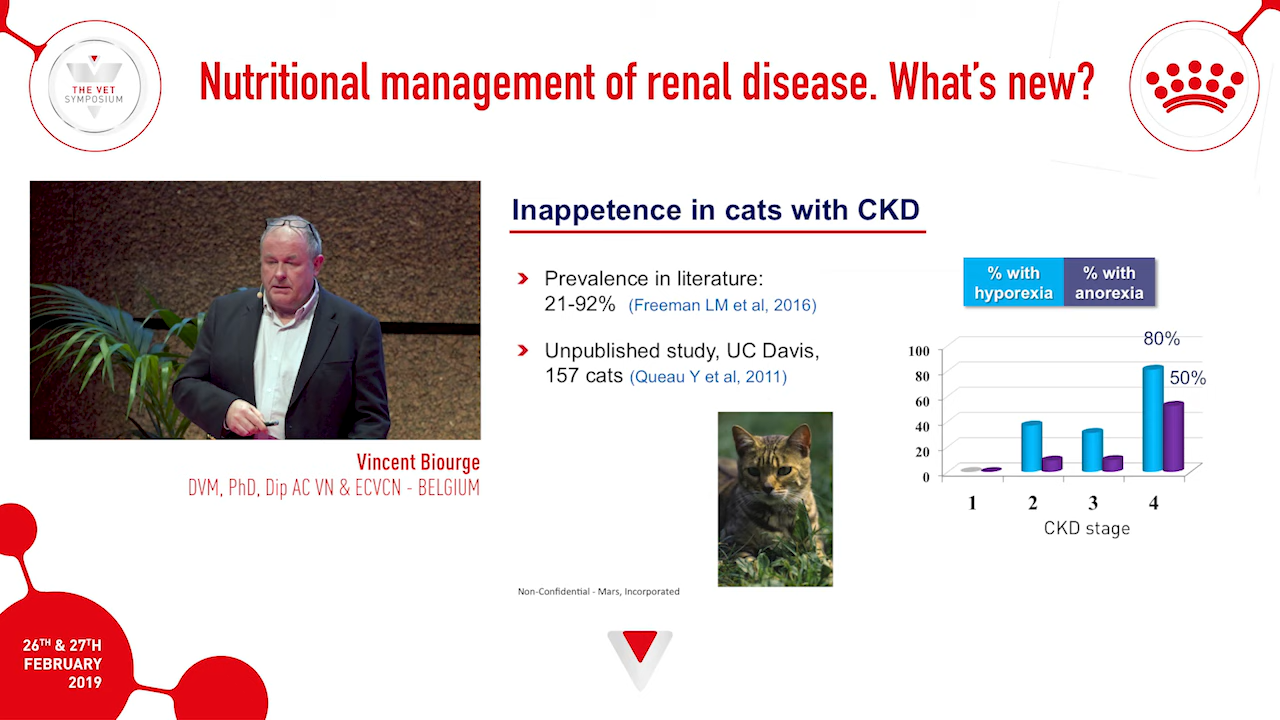 Nutritional management of renal disease. What's new?
THE VET
SYMPOSIUM
Inappetence in cats with CKD
Prevalence in literature:
21-92% (Freeman LM et al, 2016)
Unpublished study, UC Davis,
157 cats (Queau Y et al, 2011)
% with
hyporexia
% with
anorexia
80%
50%
100
80
60
40
20
0
1 2 3 4
CKD stage
Vincent Biourge
DVM, PhD, Dip AC VN & ECVCN - BELGIUM
Non-Confidential - Mars, Incorporated
26TH & 27TH
FEBRUARY
2019